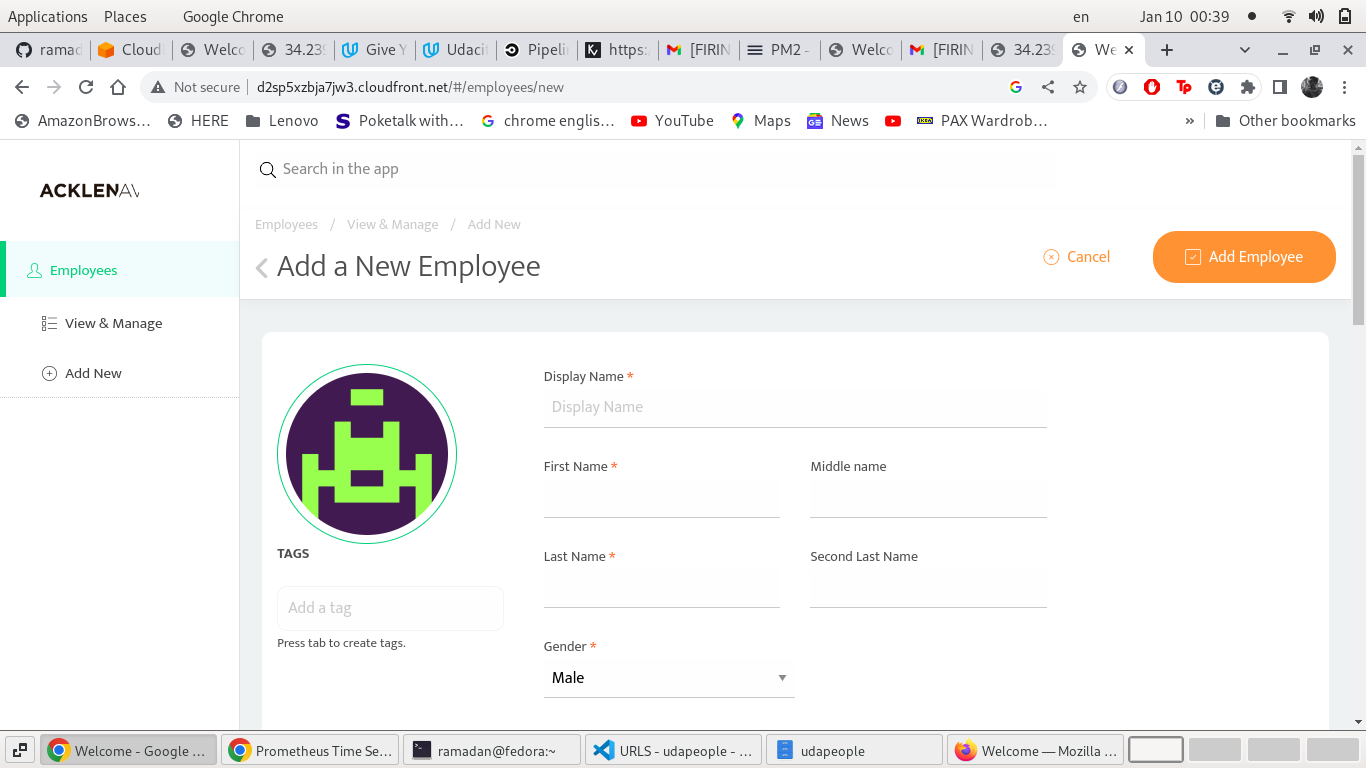 Applications Places Google Chrome en Jan 10 00:39
ramad Cloud Welco 34.239 Give Y Udaci Pipelin https: [FIRIN PM2 - Welco [FIRIN 34.239 We
Not secure d2sp5xzbja7jw3.cloudfront.net/#/employees/new
AmazonBrows… HERE Lenovo Poketalk with… chrome englis… YouTube Maps News PAX Wardrob… » Other bookmarks
ACKLENAV
Search in the app
Employees / View & Manage / Add New
Add a New Employee
Cancel
Add Employee
Employees
View & Manage
Add New
Display Name *
Display Name
First Name *
Middle name
Last Name *
Second Last Name
TAGS
Add a tag
Press tab to create tags.
Gender *
Male
Welcome - Google … Prometheus Time Se… ramadan@fedora:~ URLS - udapeople - … udapeople Welcome — Mozilla …